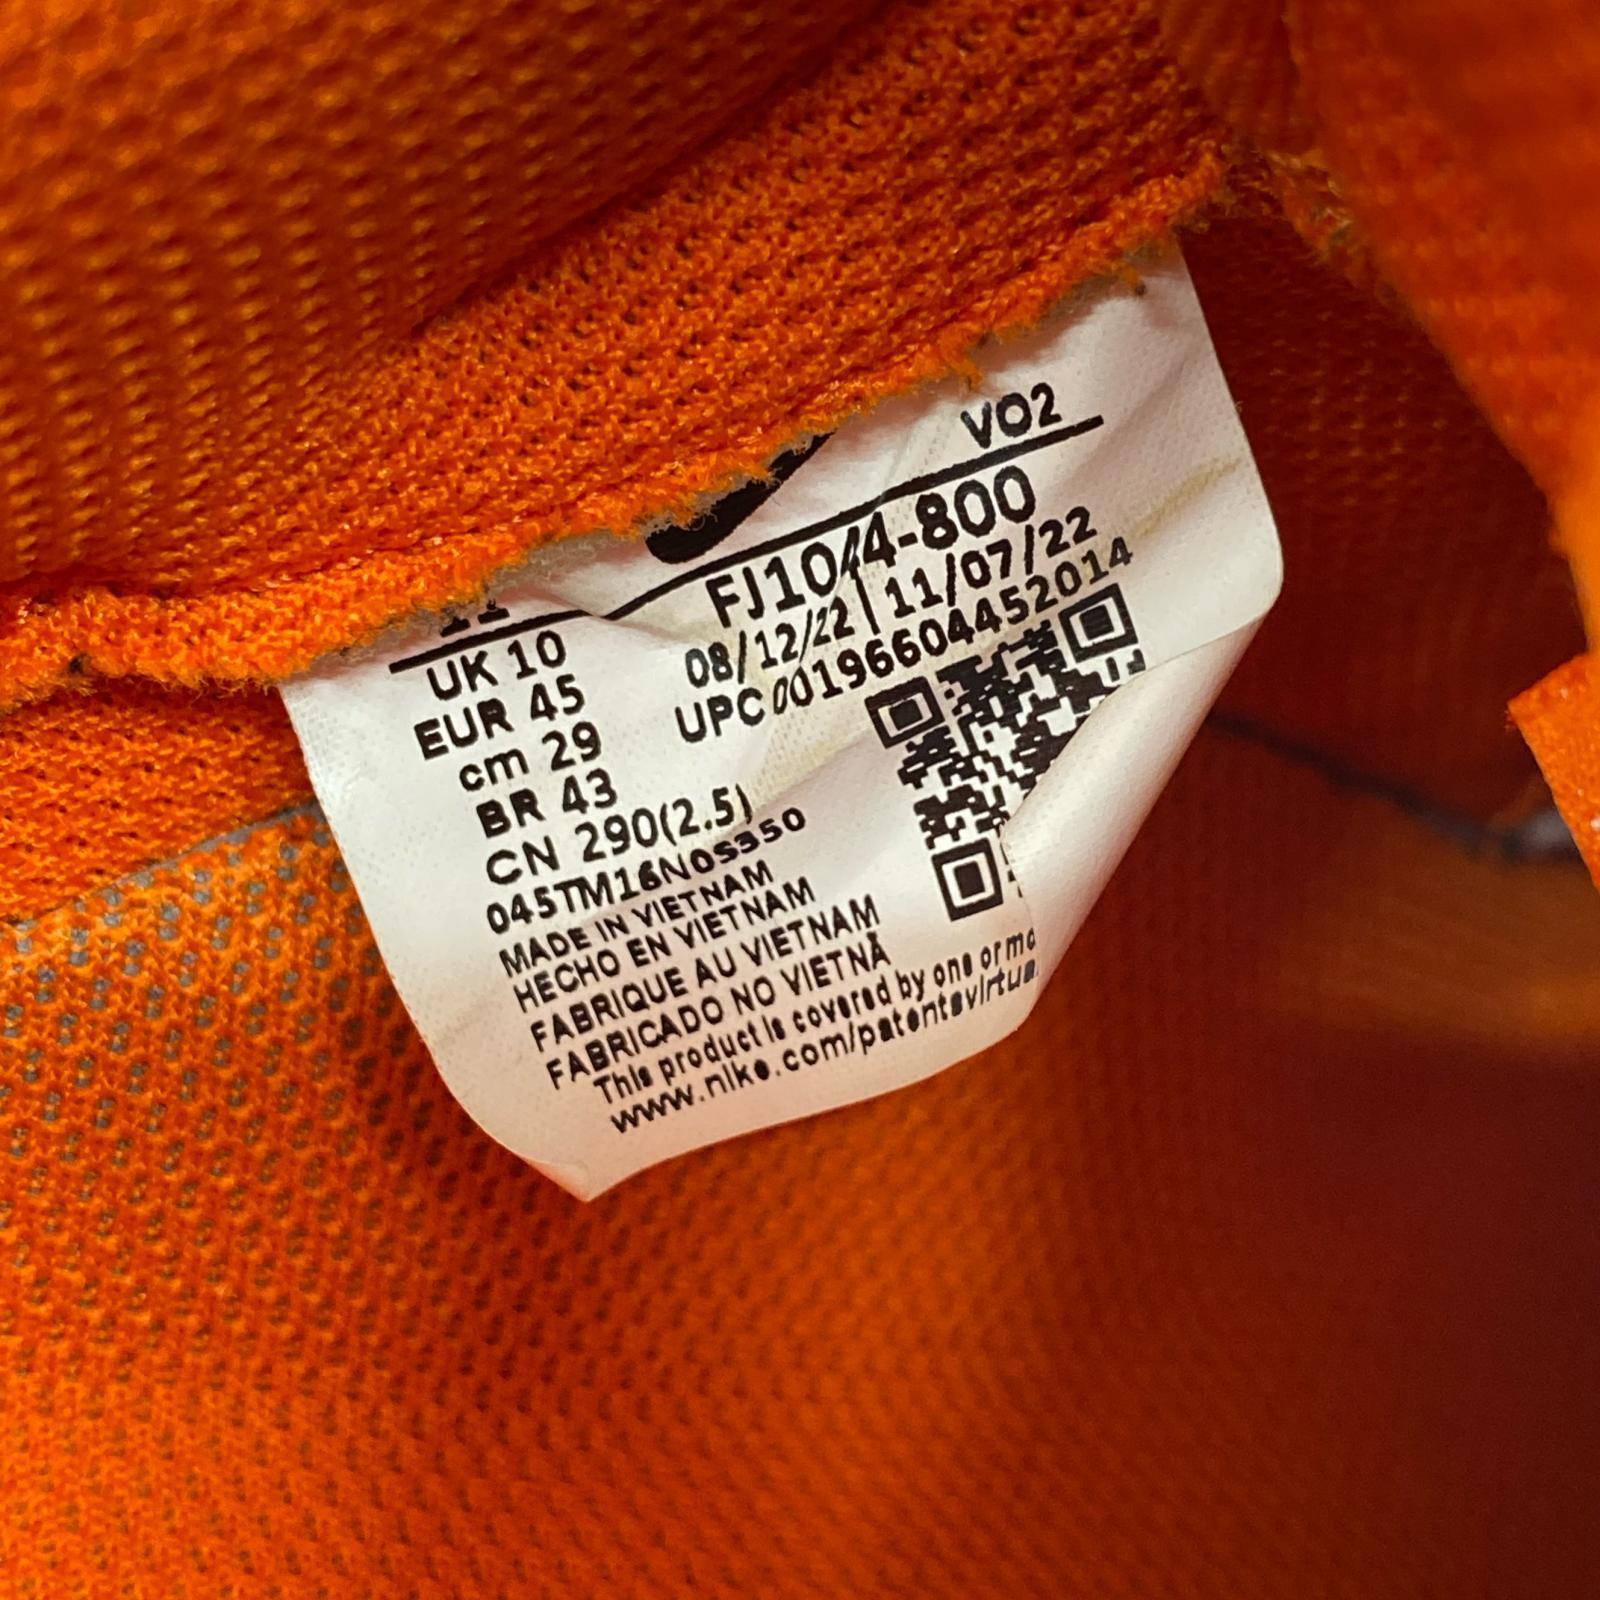 VO2
11
UK 10
EUR 45
cm 29
BR 43
CN 290(2.5)
FJ1044-800
08/12/22 | 11/07/22
UPC 00196604452014
045TM16NOS350
MADE IN VIETNAM
HECHO EN VIETNAM
FABRIQUE AU VIETNAM
FABRICADO NO VIETNÃ
This product is covered by one or mo
www.nike.com/patentsvirtua